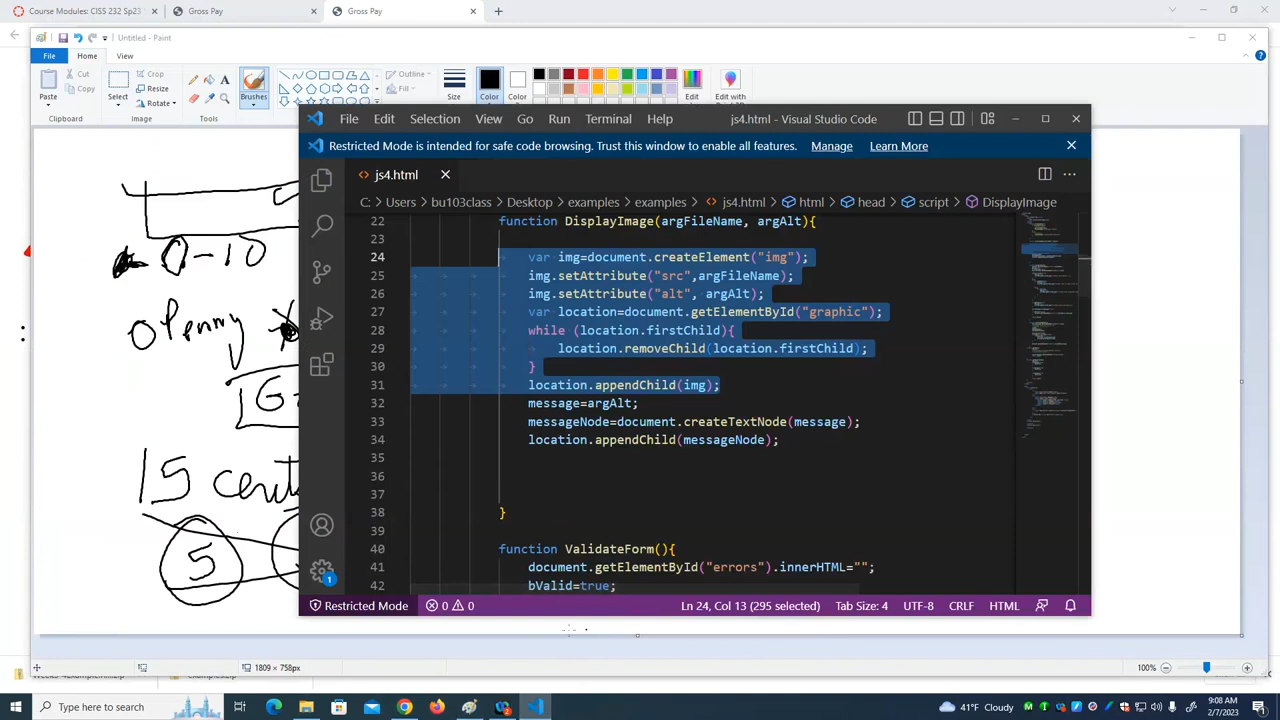 Course Modules: CISS 232 Sp23
Gross Pay
Gross Pay
Untitled - Paint
File
Home
View
Paste
Cut
Copy
Clipboard
Select
Crop
Resize
Rotate
Image
Tools
Brushes
Shapes
Outline
Fill
Size
Color
Color
Edit
Edit with
0-10
openny
15 cent
5
File Edit Selection View Go Run Terminal Help
js4.html - Visual Studio Code
Restricted Mode is intended for safe code browsing. Trust this window to enable all features. Manage Learn More
js4.html
C: > Users > bu103class > Desktop > examples > examples > js4.html > html > head > script > DisplayImage
22 function DisplayImage(argFileName, argAlt){
23
24 var img=document.createElement("img");
25 img.setAttribute("src",argFileName);
26 img.setAttribute("alt", argAlt);
27 var location=document.getElementById("graphic");
28 while (location.firstChild){
29 location.removeChild(location.firstChild);
30 }
31 location.appendChild(img);
32 message=argAlt;
33 messageNode=document.createTextNode(message);
34 location.appendChild(messageNode);
35
36
37
38 }
39
40 function ValidateForm(){
41 document.getElementById("errors").innerHTML="";
42 bValid=true;
Restricted Mode 0 0 Ln 24, Col 13 (295 selected) Tab Size: 4 UTF-8 CRLF HTML
1809 × 758px
100%
Type here to search
41°F Cloudy
9:08 AM
2/7/2023